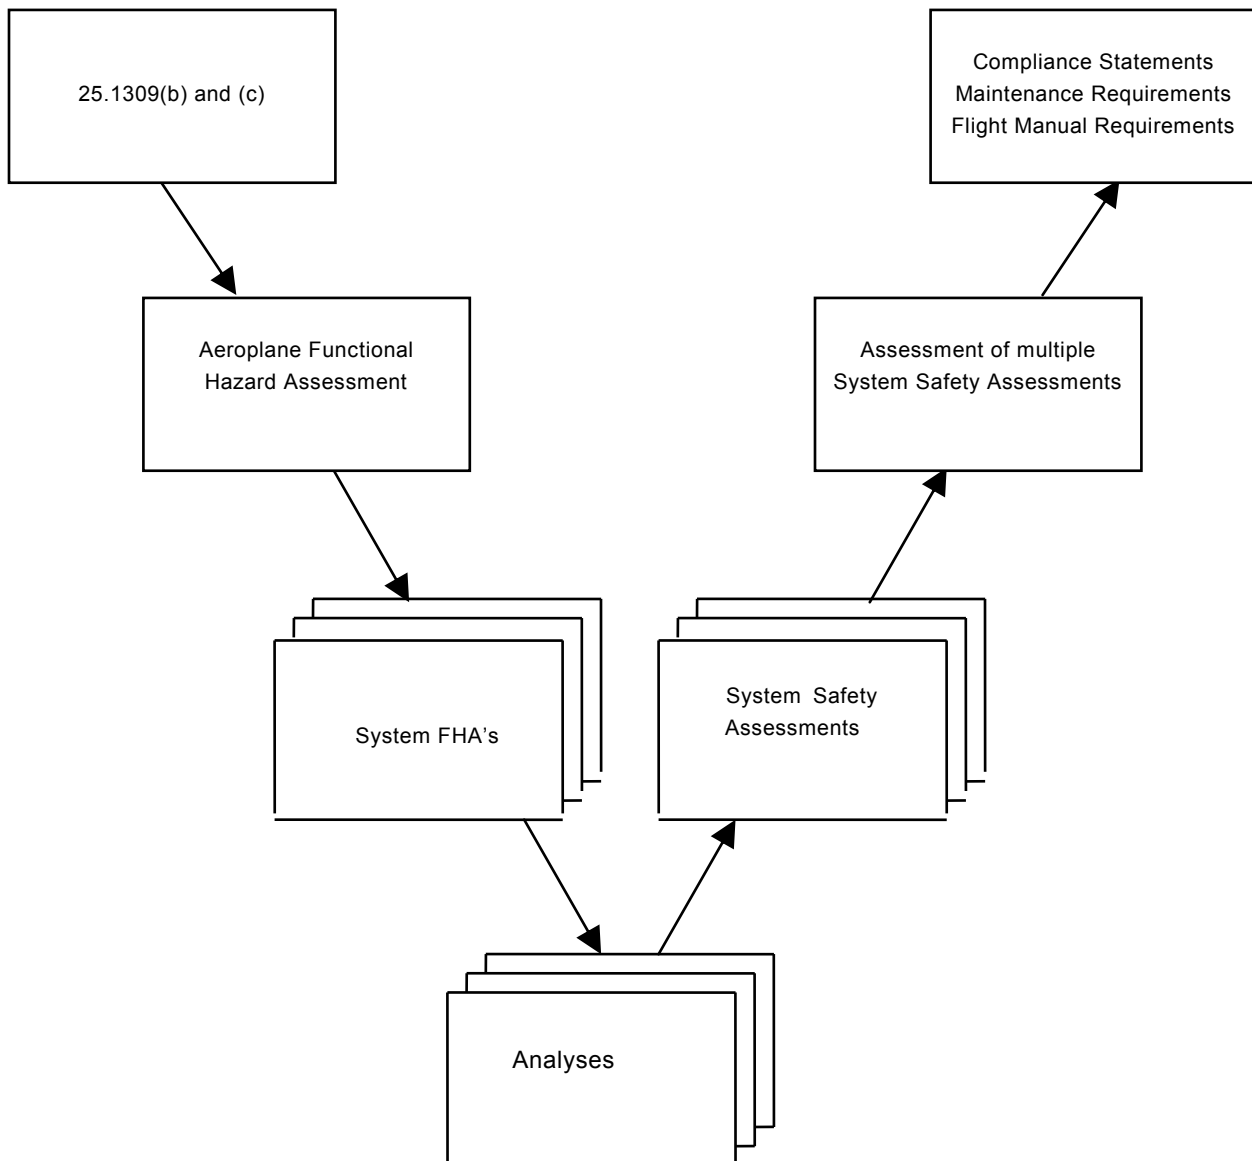 25.1309(b) and (c)
Compliance Statements
Maintenance Requirements
Flight Manual Requirements
Aeroplane Functional
Hazard Assessment
Assessment of multiple
System Safety Assessments
System FHA’s
System Safety
Assessments
Analyses